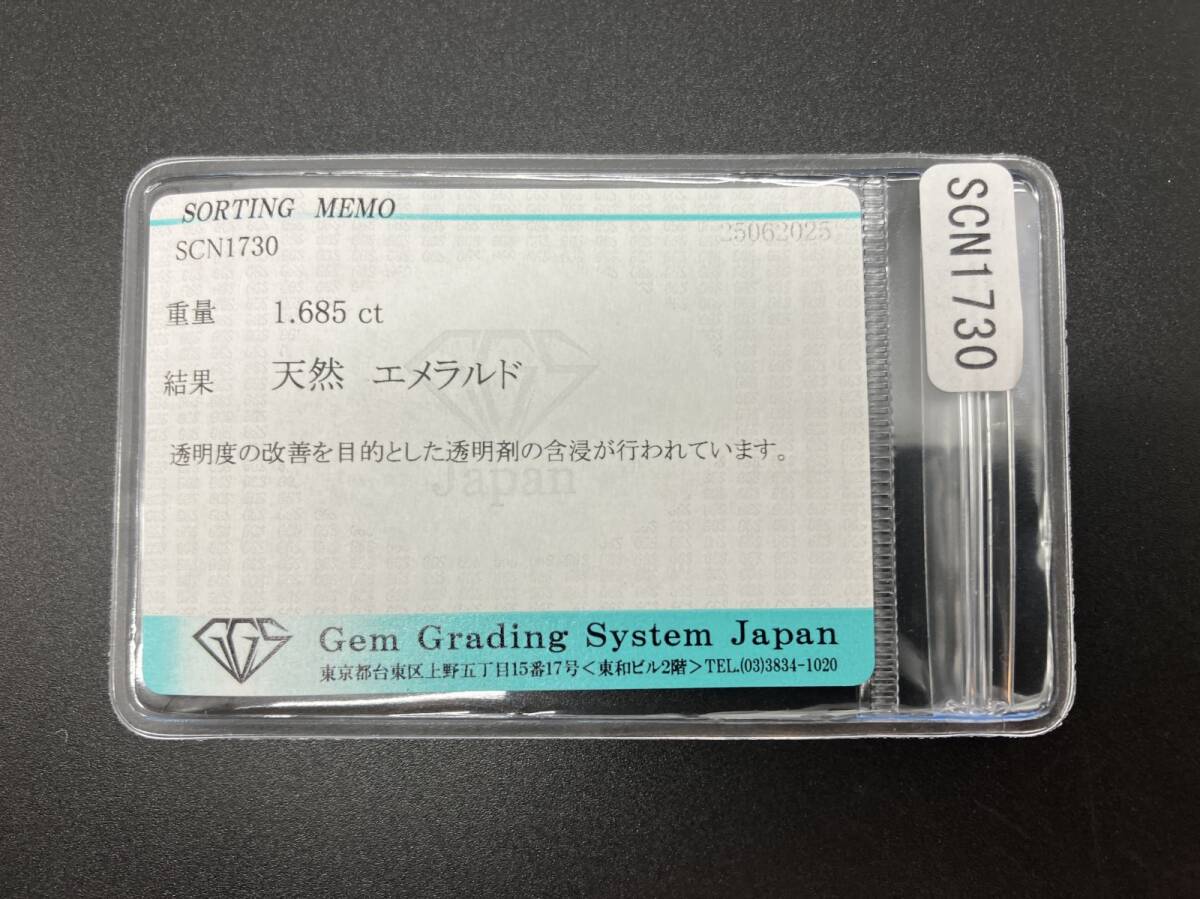 SORTING MEMO
25062025
SCN1730
重量 1.685 ct
結果 天然 エメラルド
透明度の改善を目的とした透明剤の含浸が行われています。
Japan
GGS Gem Grading System Japan
東京都台東区上野五丁目15番17号<東和ビル2階>TEL.(03)3834-1020
SCN1730